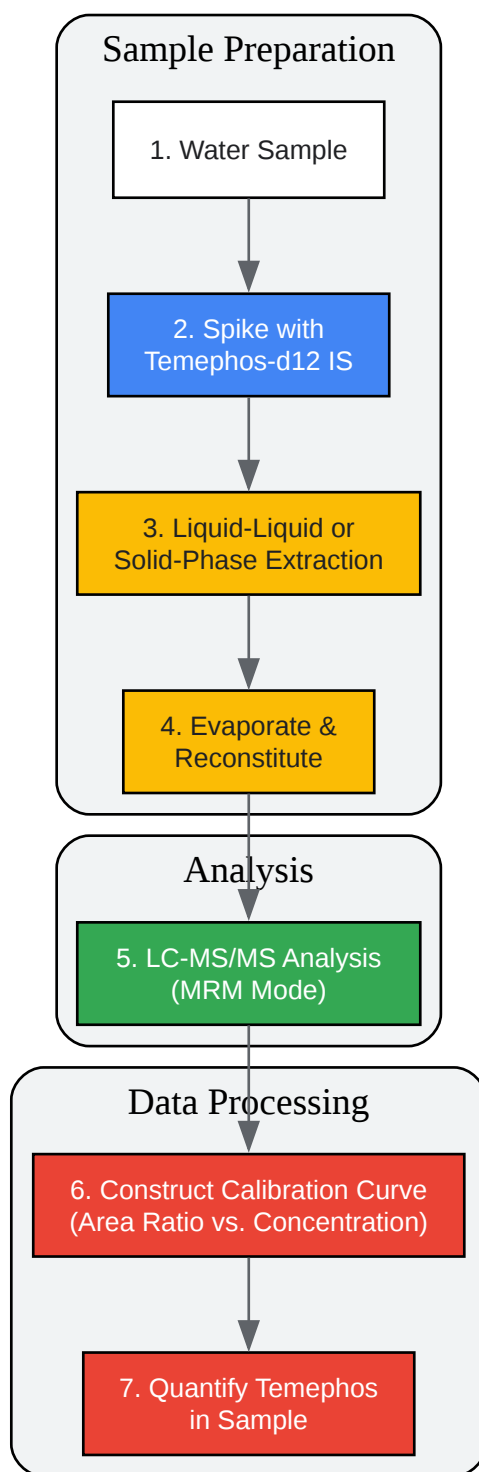 Sample Preparation
1. Water Sample
2. Spike with
Temephos-d12 IS
3. Liquid-Liquid or
Solid-Phase Extraction
4. Evaporate &
Reconstitute
Analysis
5. LC-MS/MS Analysis
(MRM Mode)
Data Processing
6. Construct Calibration Curve
(Area Ratio vs. Concentration)
7. Quantify Temephos
in Sample